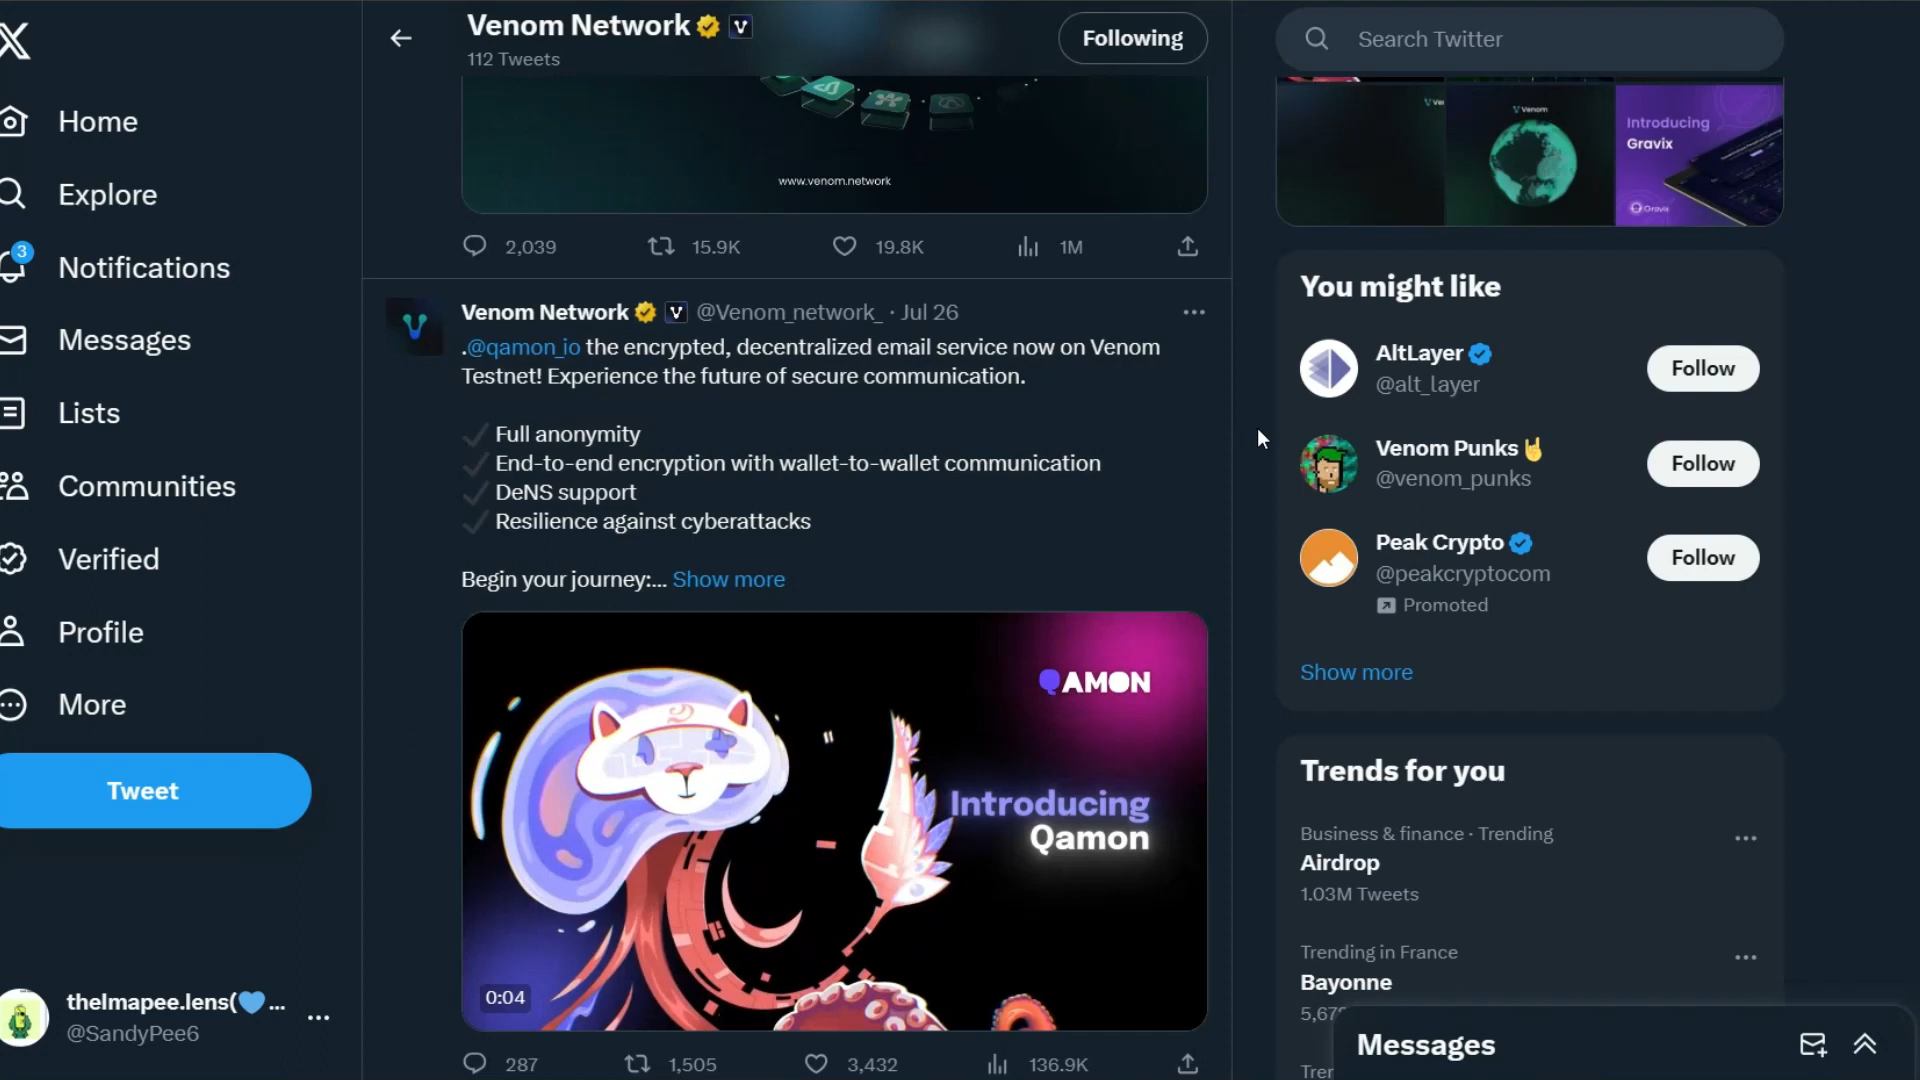 Home
Explore
3
Notifications
Messages
Lists
Communities
Verified
Profile
More
Tweet
thelmapee.lens(💙...
@SandyPee6
Venom Network
112 Tweets
Following
www.venom.network
2,039
15.9K
19.8K
1M
Venom Network @Venom_network_ · Jul 26
.@qamon_io the encrypted, decentralized email service now on Venom
Testnet! Experience the future of secure communication.
✔ Full anonymity
✔ End-to-end encryption with wallet-to-wallet communication
✔ DeNS support
✔ Resilience against cyberattacks
Begin your journey:... Show more
QAMON
Introducing
Qamon
0:04
287
1,505
3,432
136.9K
Search Twitter
Venom
Introducing
Gravix
Gravix
You might like
AltLayer
@alt_layer
Follow
Venom Punks🤘
@venom_punks
Follow
Peak Crypto
@peakcryptocom
Promoted
Follow
Show more
Trends for you
Business & finance · Trending
Airdrop
1.03M Tweets
Trending in France
Bayonne
Messages